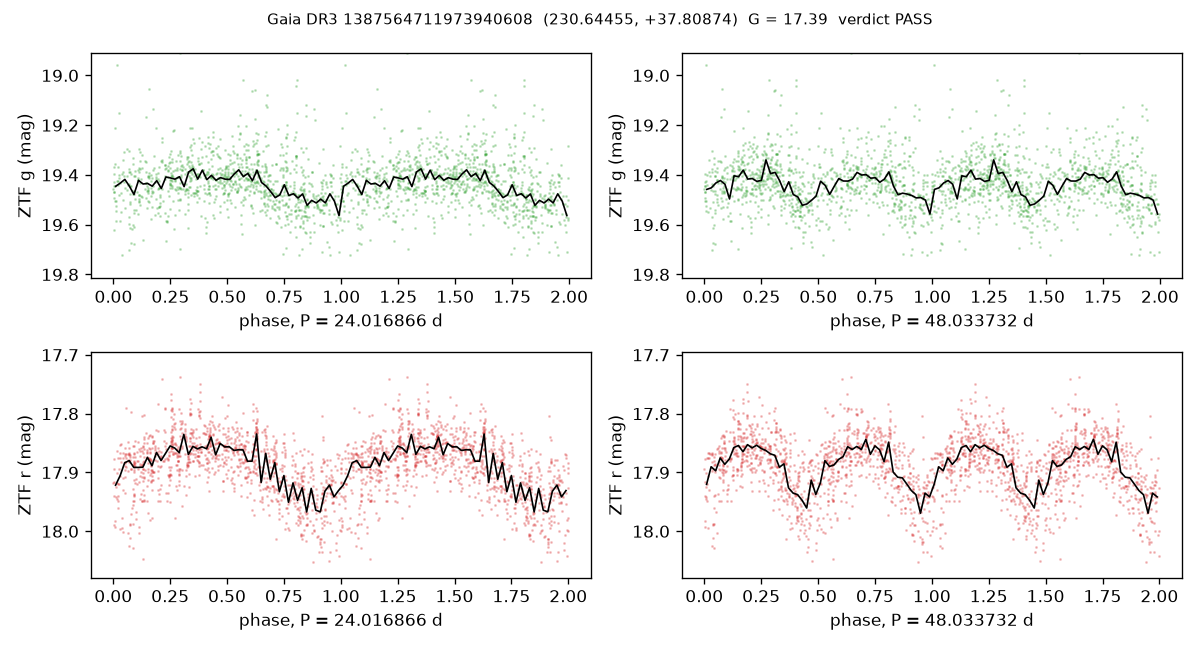 Gaia DR3 1387564711973940608 (230.64455, +37.80874) G = 17.39 verdict PASS
ZTF g (mag)
19.0
19.2
19.4
19.6
19.8
0.00 0.25 0.50 0.75 1.00 1.25 1.50 1.75 2.00
phase, P = 24.016866 d
ZTF g (mag)
19.0
19.2
19.4
19.6
19.8
0.00 0.25 0.50 0.75 1.00 1.25 1.50 1.75 2.00
phase, P = 48.033732 d
ZTF r (mag)
17.7
17.8
17.9
18.0
0.00 0.25 0.50 0.75 1.00 1.25 1.50 1.75 2.00
phase, P = 24.016866 d
ZTF r (mag)
17.7
17.8
17.9
18.0
0.00 0.25 0.50 0.75 1.00 1.25 1.50 1.75 2.00
phase, P = 48.033732 d